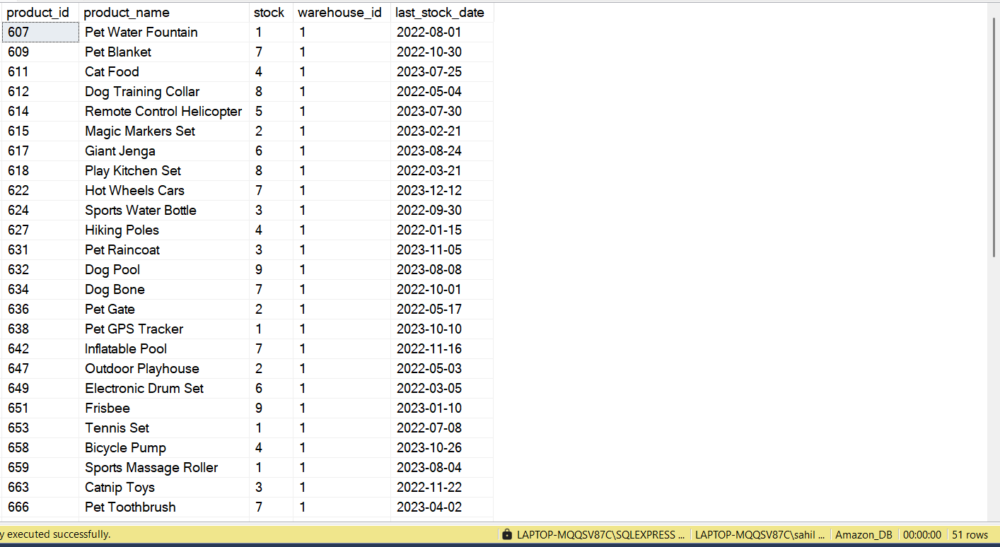 product_id product_name stock warehouse_id last_stock_date
607 Pet Water Fountain 1 1 2022-08-01
609 Pet Blanket 7 1 2022-10-30
611 Cat Food 4 1 2023-07-25
612 Dog Training Collar 8 1 2022-05-04
614 Remote Control Helicopter 5 1 2023-07-30
615 Magic Markers Set 2 1 2023-02-21
617 Giant Jenga 6 1 2023-08-24
618 Play Kitchen Set 8 1 2022-03-21
622 Hot Wheels Cars 7 1 2023-12-12
624 Sports Water Bottle 3 1 2022-09-30
627 Hiking Poles 4 1 2022-01-15
631 Pet Raincoat 3 1 2023-11-05
632 Dog Pool 9 1 2023-08-08
634 Dog Bone 7 1 2022-10-01
636 Pet Gate 2 1 2022-05-17
638 Pet GPS Tracker 1 1 2023-10-10
642 Inflatable Pool 7 1 2022-11-16
647 Outdoor Playhouse 2 1 2022-05-03
649 Electronic Drum Set 6 1 2022-03-05
651 Frisbee 9 1 2023-01-10
653 Tennis Set 1 1 2022-07-08
658 Bicycle Pump 4 1 2023-10-26
659 Sports Massage Roller 1 1 2023-08-04
663 Catnip Toys 3 1 2022-11-22
666 Pet Toothbrush 7 1 2023-04-02
y executed successfully. LAPTOP-MQQSV87C\SQLEXPRESS ... LAPTOP-MQQSV87C\sahil ... Amazon_DB 00:00:00 51 rows